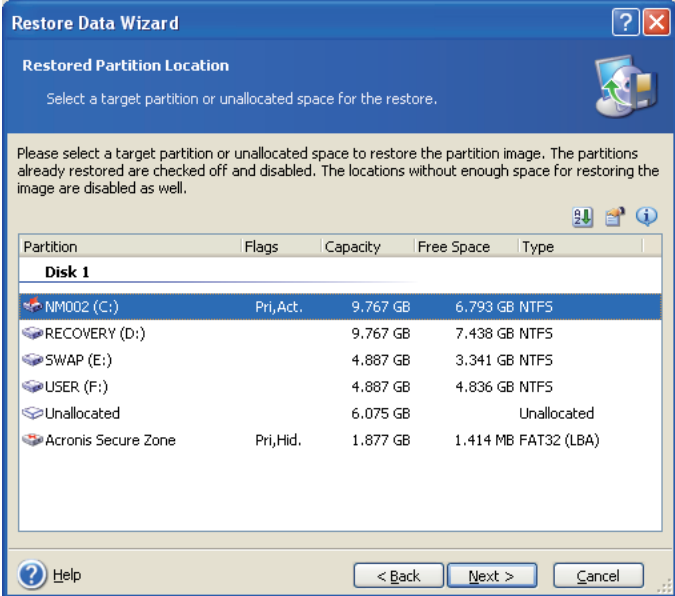 Restore Data Wizard
Restored Partition Location
Select a target partition or unallocated space for the restore.
Please select a target partition or unallocated space to restore the partition image. The partitions
already restored are checked off and disabled. The locations without enough space for restoring the
image are disabled as well.
Partition Flags Capacity Free Space Type
Disk 1
NM002 (C:) Pri,Act. 9.767 GB 6.793 GB NTFS
RECOVERY (D:) 9.767 GB 7.438 GB NTFS
SWAP (E:) 4.887 GB 3.341 GB NTFS
USER (F:) 4.887 GB 4.836 GB NTFS
Unallocated 6.075 GB Unallocated
Acronis Secure Zone Pri,Hid. 1.877 GB 1.414 MB FAT32 (LBA)
Help < Back Next > Cancel